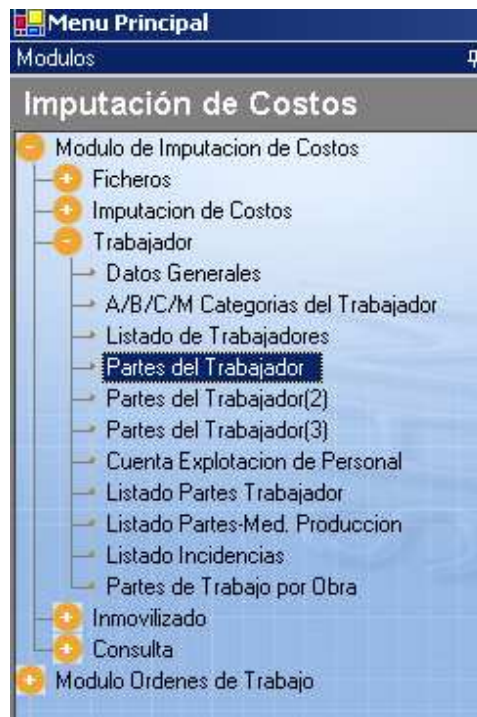 Menu Principal
Modulos
Imputación de Costos
Modulo de Imputacion de Costos
Ficheros
Imputacion de Costos
Trabajador
Datos Generales
A/B/C/M Categorias del Trabajador
Listado de Trabajadores
Partes del Trabajador
Partes del Trabajador(2)
Partes del Trabajador(3)
Cuenta Explotacion de Personal
Listado Partes Trabajador
Listado Partes-Med. Produccion
Listado Incidencias
Partes de Trabajo por Obra
Inmovilizado
Consulta
Modulo Ordenes de Trabajo